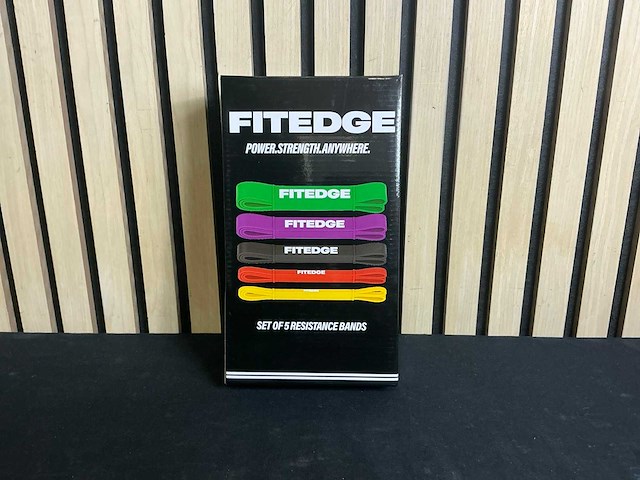 FITEDGE
POWER.STRENGTH.ANYWHERE.
FITEDGE
FITEDGE
FITEDGE
FITEDGE
SET OF 5 RESISTANCE BANDS